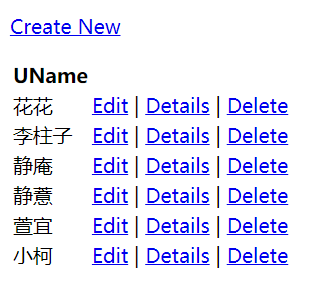 Create New
UName
花花 Edit | Details | Delete
李柱子 Edit | Details | Delete
静庵 Edit | Details | Delete
静薏 Edit | Details | Delete
萱宜 Edit | Details | Delete
小柯 Edit | Details | Delete